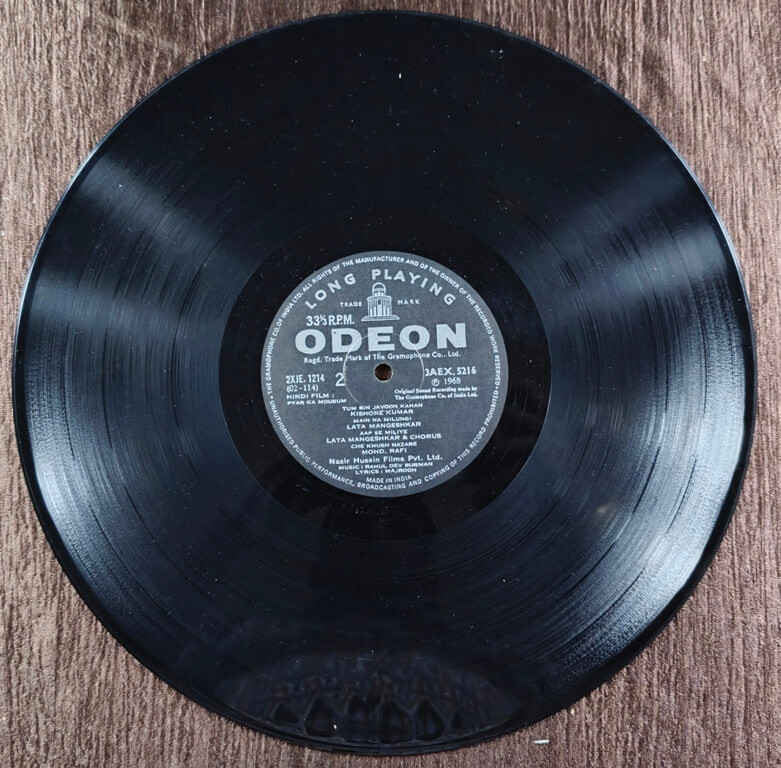 THE GRAMOPHONE CO. OF INDIA LTD. ALL RIGHTS OF THE MANUFACTURER AND OF THE OWNER OF THE RECORDED WORK RESERVED
LONG PLAYING
TRADE MARK
33⅓ R.P.M.
ODEON
Regd. Trade Mark of The Gramophone Co., Ltd.
2XJE. 1214 2 3AEX. 5216
(02-114) ℗ 1968
HINDI FILM :
PYAR KA MOUSUM
Original Sound Recording made by
The Gramophone Co. of India Ltd.
TUM BIN JAVOON KAHAN
KISHORE KUMAR
MAIN NA MILUNGI
LATA MANGESHKAR
AAP SE MILIYE
LATA MANGESHKAR & CHORUS
CHE KHUSH NAZARE
MOHD. RAFI
Nasir Husain Films Pvt. Ltd.
MUSIC: RAHUL DEV BURMAN
LYRICS : MAJROOH
MADE IN INDIA
UNAUTHORISED PUBLIC PERFORMANCE, BROADCASTING AND COPYING OF THIS RECORD PROHIBITED